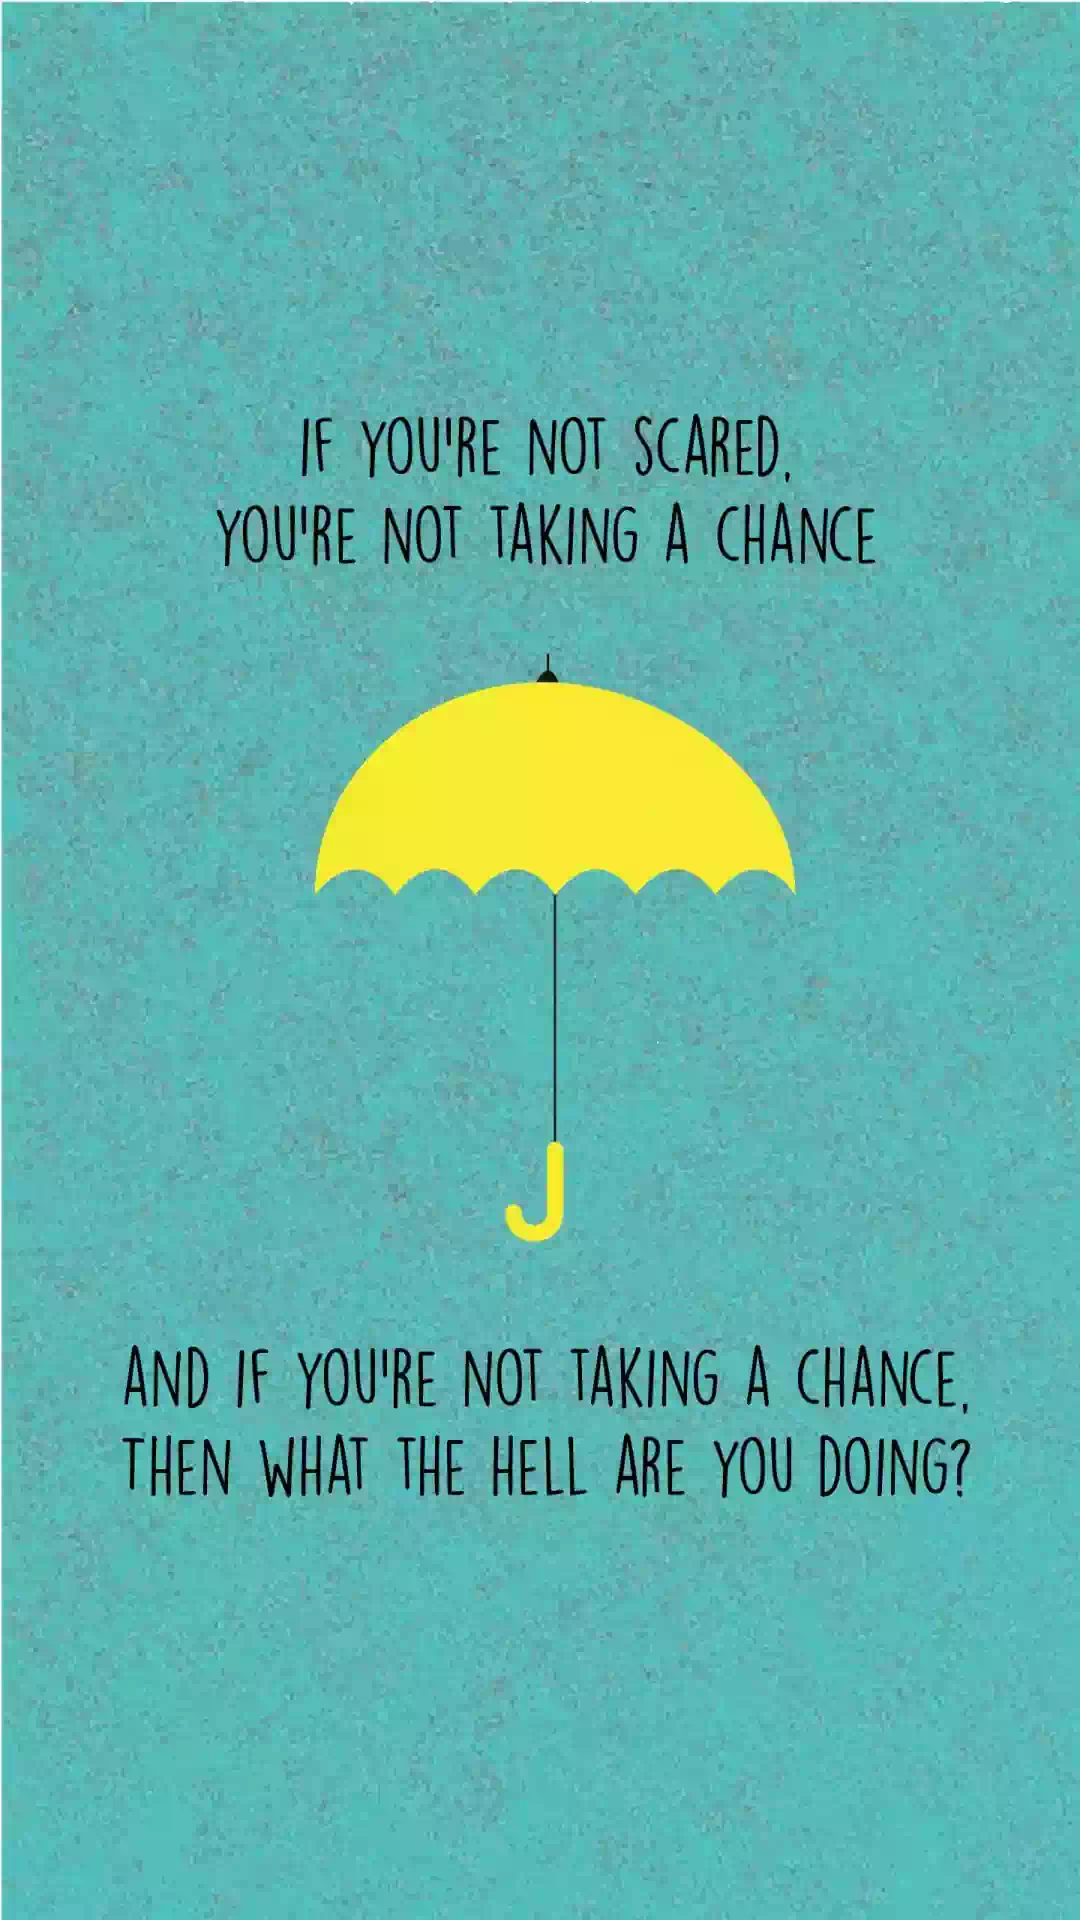 IF YOU'RE NOT SCARED,
YOU'RE NOT TAKING A CHANCE
AND IF YOU'RE NOT TAKING A CHANCE,
THEN WHAT THE HELL ARE YOU DOING?